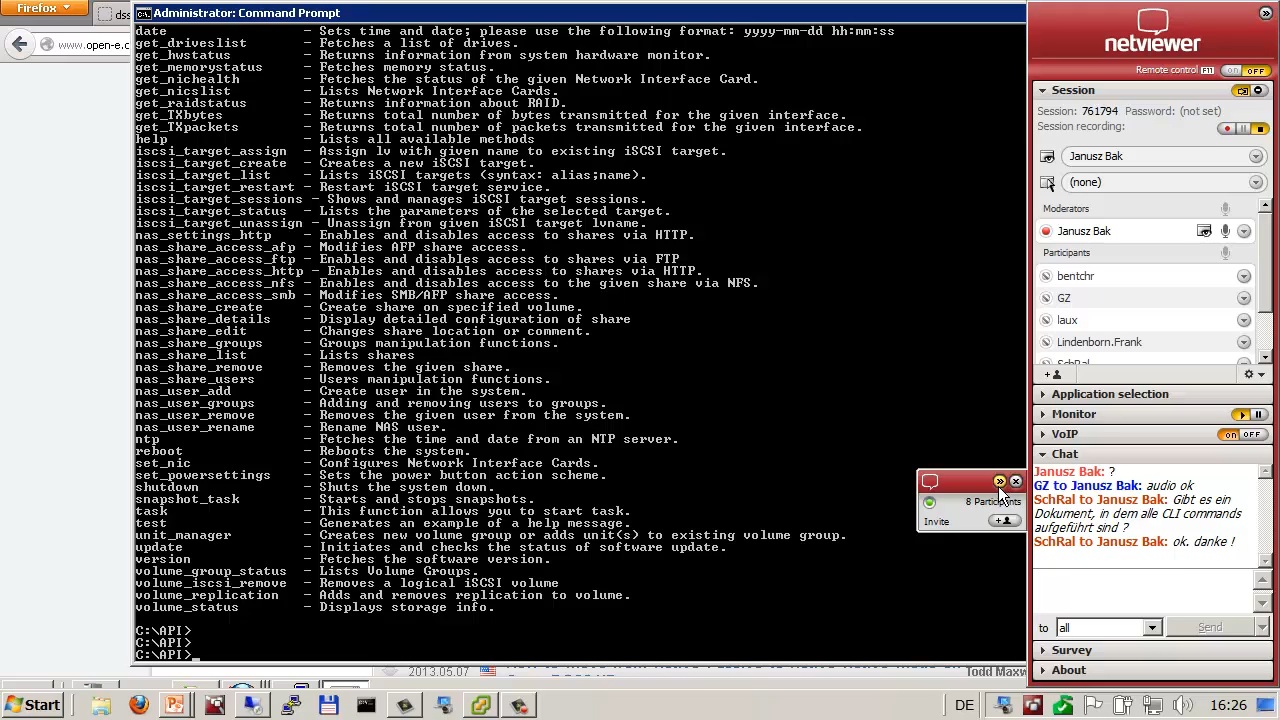 Firefox
dss
www.open-e.c
Administrator: Command Prompt
date - Sets time and date; please use the following format: yyyy-mm-dd hh:mm:ss
get_driveslist - Fetches a list of drives.
get_hwstatus - Returns information from system hardware monitor.
get_memorystatus - Fetches memory status.
get_nichealth - Fetches the status of the given Network Interface Card.
get_nicslist - Lists Network Interface Cards.
get_raidstatus - Returns information about RAID.
get_TXbytes - Returns total number of bytes transmitted for the given interface.
get_TXpackets - Returns total number of packets transmitted for the given interface.
help - Lists all available methods
iscsi_target_assign - Assign lv with given name to existing iSCSI target.
iscsi_target_create - Creates a new iSCSI target.
iscsi_target_list - Lists iSCSI targets (syntax: alias;name).
iscsi_target_restart - Restart iSCSI target service.
iscsi_target_sessions - Shows and manages iSCSI target sessions.
iscsi_target_status - Lists the parameters of the selected target.
iscsi_target_unassign - Unassign from given iSCSI target lvname.
nas_settings_http - Enables and disables access to shares via HTTP.
nas_share_access_afp - Modifies AFP share access.
nas_share_access_ftp - Enables and disables access to shares via FTP
nas_share_access_http - Enables and disables access to shares via HTTP.
nas_share_access_nfs - Enables and disables access to the given share via NFS.
nas_share_access_smb - Modifies SMB/AFP share access.
nas_share_create - Create share on specified volume.
nas_share_details - Display detailed configuration of share
nas_share_edit - Changes share location or comment.
nas_share_groups - Groups manipulation functions.
nas_share_list - Lists shares
nas_share_remove - Removes the given share.
nas_share_users - Users manipulation functions.
nas_user_add - Create user in the system.
nas_user_groups - Adding and removing users to groups.
nas_user_remove - Removes the given user from the system.
nas_user_rename - Rename NAS user.
ntp - Fetches the time and date from an NTP server.
reboot - Reboots the system.
set_nic - Configures Network Interface Cards.
set_powersettings - Sets the power button action scheme.
shutdown - Shuts the system down.
snapshot_task - Starts and stops snapshots.
task - This function allows you to start task.
test - Generates an example of a help message.
unit_manager - Creates new volume group or adds unit(s) to existing volume group.
update - Initiates and checks the status of software update.
version - Fetches the software version.
volume_group_status - Lists Volume Groups.
volume_iscsi_remove - Removes a logical iSCSI volume
volume_replication - Adds and removes replication to volume.
volume_status - Displays storage info.
C:\API>
C:\API>
C:\API>_
2013.05.07
Todd Maxw
8 Participants
Invite
netviewer
Remote control F11 on OFF
Session
Session: 761794 Password: (not set)
Session recording:
Janusz Bak
(none)
Moderators
Janusz Bak
Participants
bentchr
GZ
laux
Lindenborn.Frank
SchRal
Application selection
Monitor
VoIP on OFF
Chat
Janusz Bak: ?
GZ to Janusz Bak: audio ok
SchRal to Janusz Bak: Gibt es ein
Dokument, in dem alle CLI commands
aufgeführt sind ?
SchRal to Janusz Bak: ok. danke !
to all Send
Survey
About
Start
DE
16:26